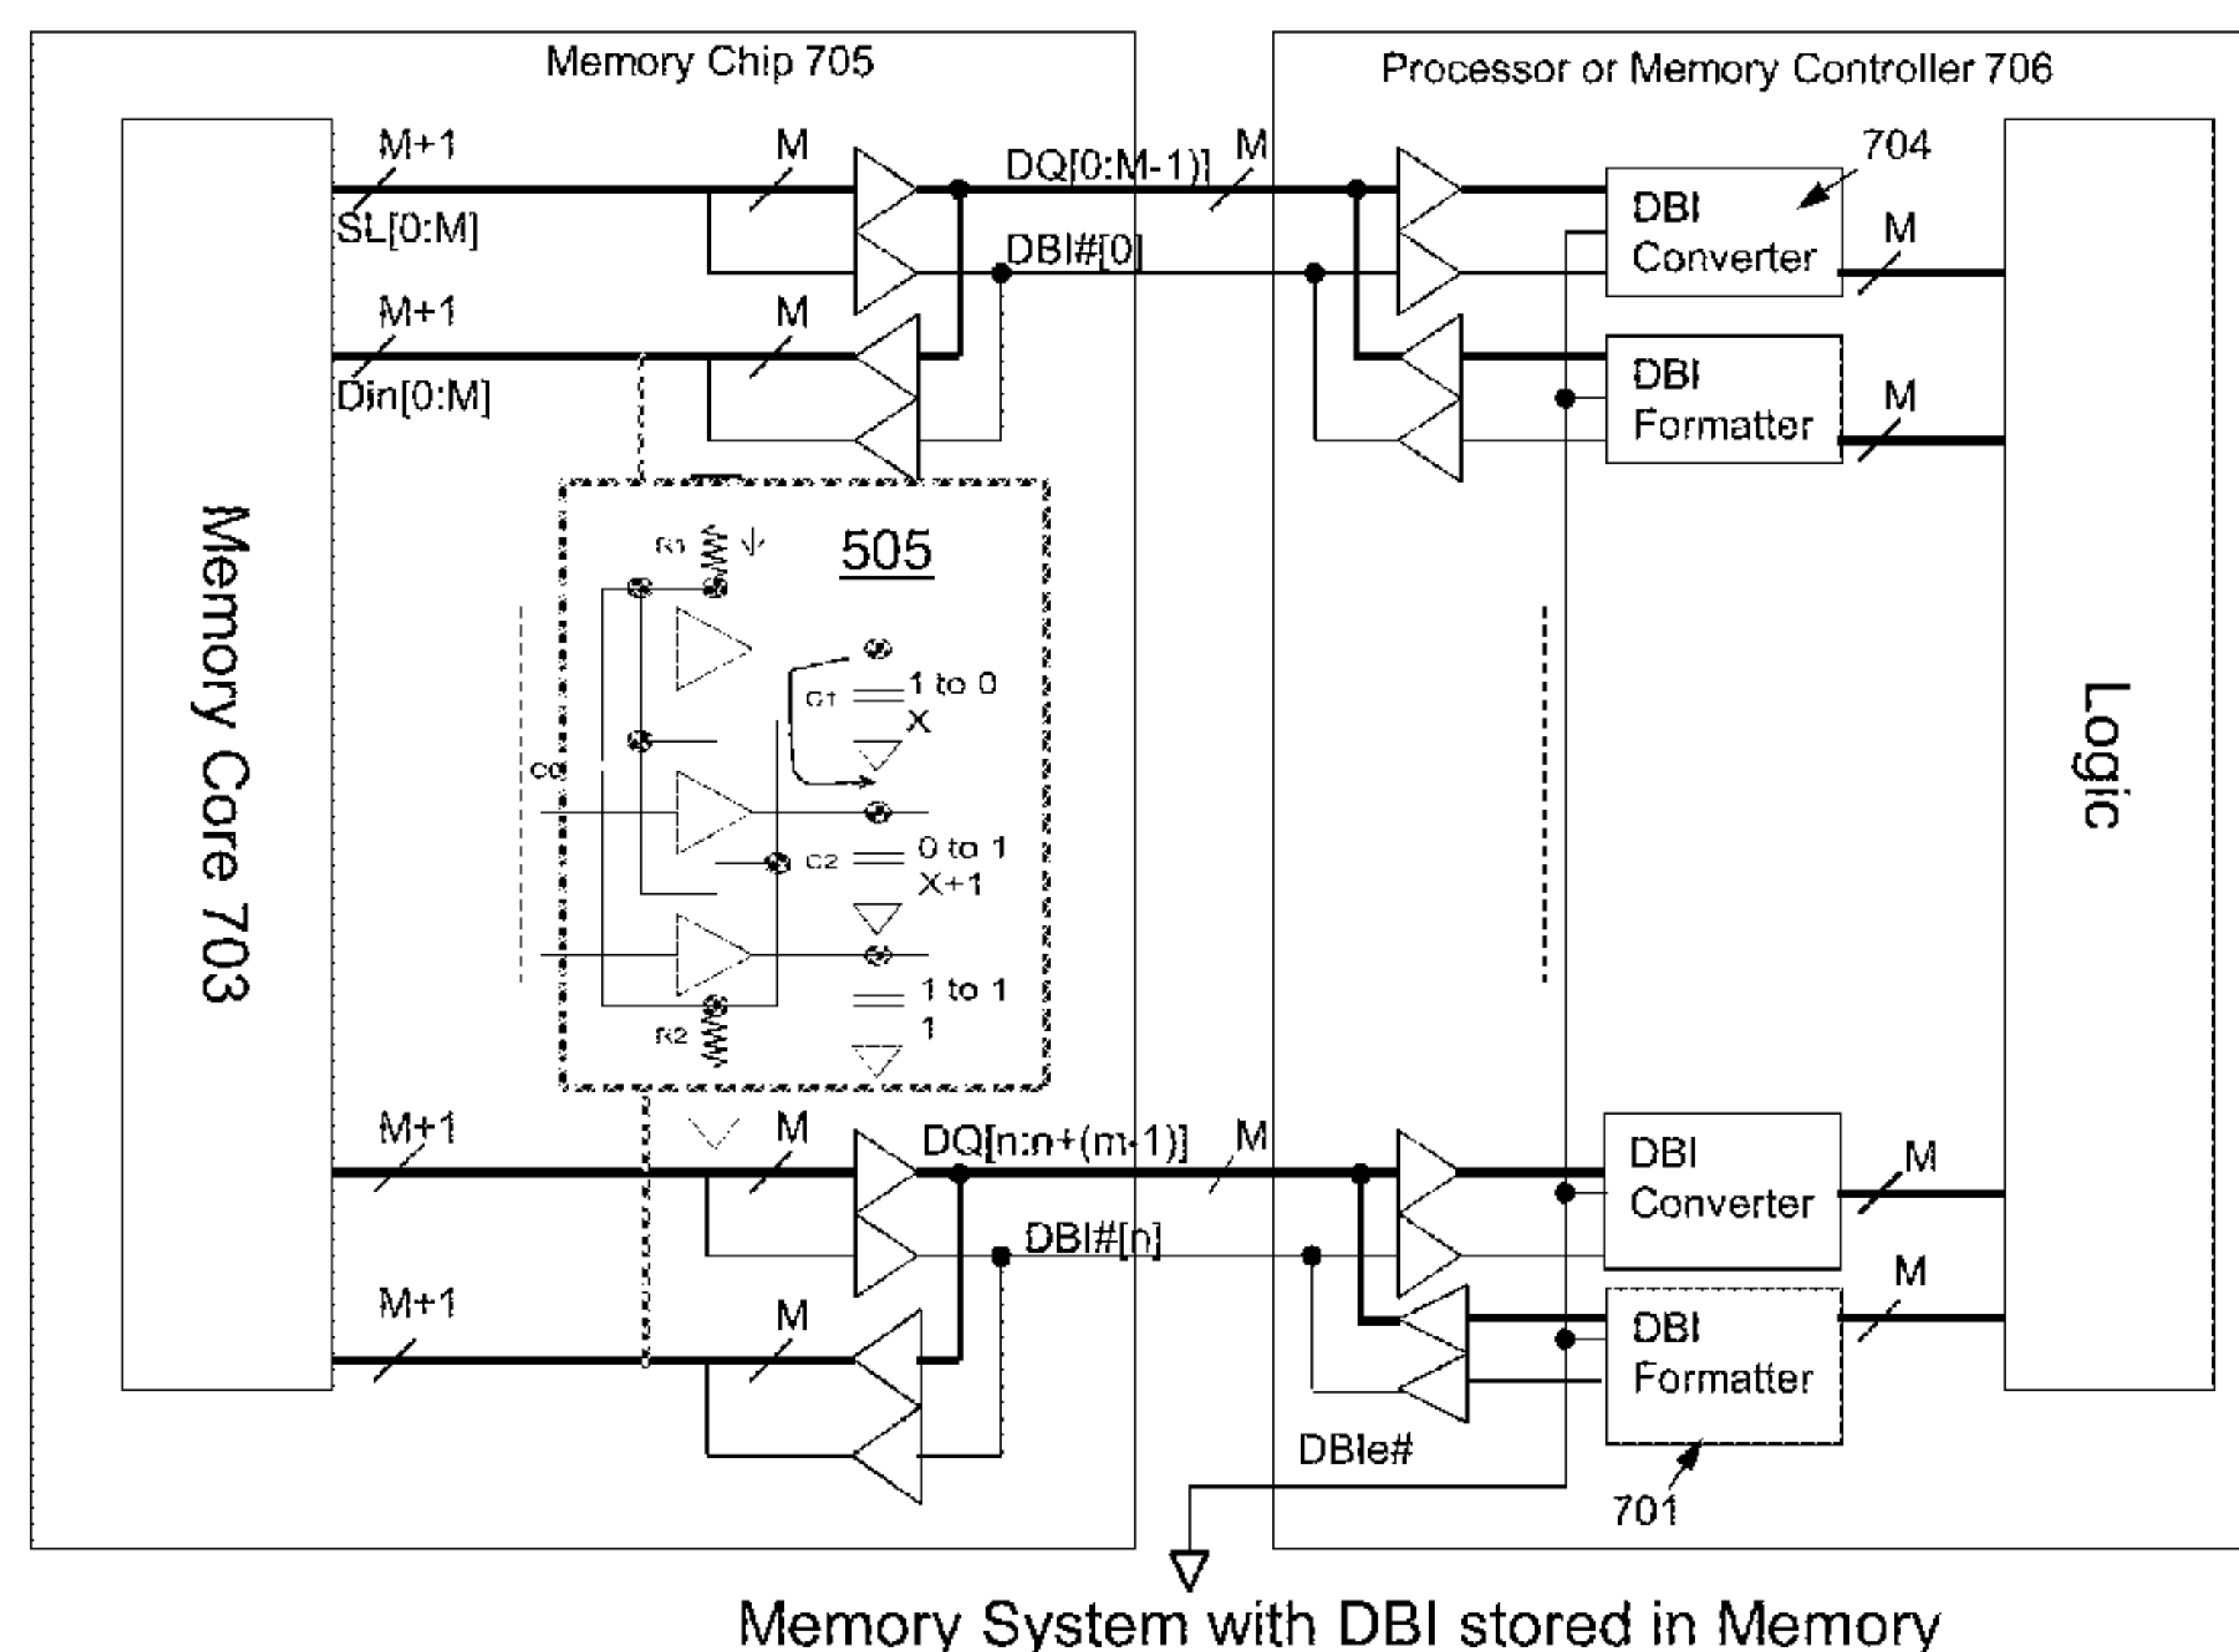 Memory Chip 705
Processor or Memory Controller 706
M+1
M
DQ[0:M-1)]
M
704
SL[0:M]
DBI#[0]
DBI
Converter
M
M+1
M
Din[0:M]
DBI
Formatter
M
Memory Core 703
R1
505
C1
1 to 0
X
C0
C2
0 to 1
X+1
1 to 1
1
R2
Logic
M+1
M
DQ[n:n+(m-1)]
M
DBI
Converter
M
DBI#[n]
M+1
M
DBI
Formatter
M
DBIe#
701
Memory System with DBI stored in Memory